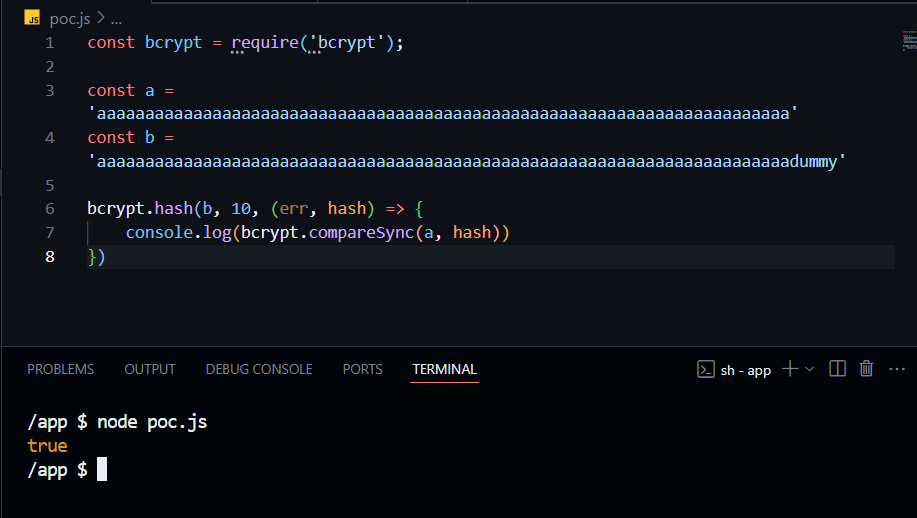 JS poc.js > ...
1 const bcrypt = require('bcrypt');
2
3 const a =
'aaaaaaaaaaaaaaaaaaaaaaaaaaaaaaaaaaaaaaaaaaaaaaaaaaaaaaaaaaaaaaaaaaaaaaaa'
4 const b =
'aaaaaaaaaaaaaaaaaaaaaaaaaaaaaaaaaaaaaaaaaaaaaaaaaaaaaaaaaaaaaaaaaaaaaaaadummy'
5
6 bcrypt.hash(b, 10, (err, hash) => {
7 console.log(bcrypt.compareSync(a, hash))
8 })
PROBLEMS OUTPUT DEBUG CONSOLE PORTS TERMINAL sh - app
/app $ node poc.js
true
/app $